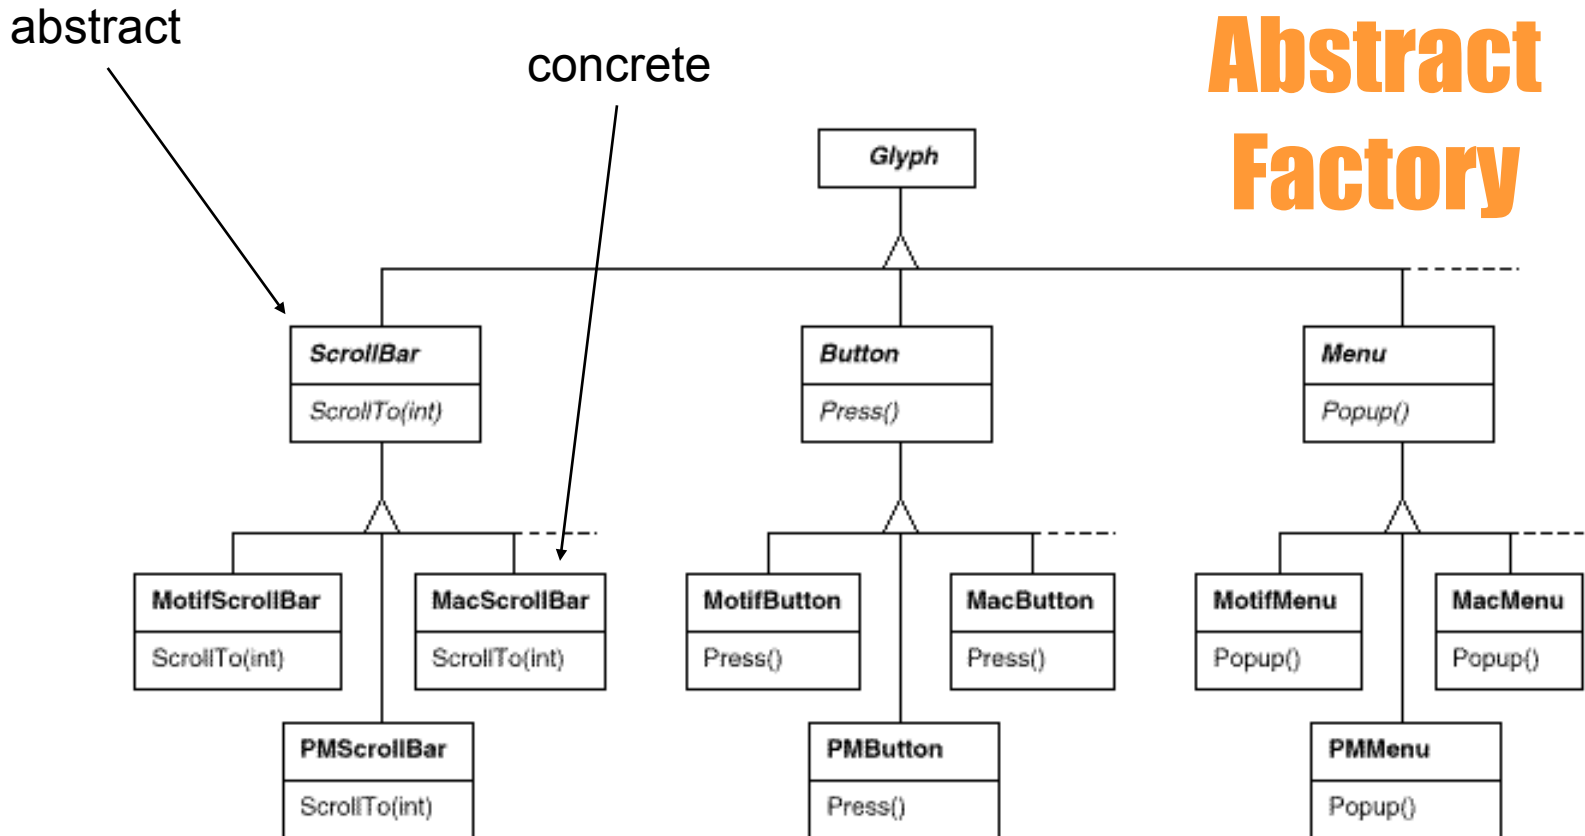 abstract
concrete
Abstract
Factory
Glyph
ScrollBar
ScrollTo(int)
Button
Press()
Menu
Popup()
MotifScrollBar
ScrollTo(int)
MacScrollBar
ScrollTo(int)
MotifButton
Press()
MacButton
Press()
MotifMenu
Popup()
MacMenu
Popup()
PMScrollBar
ScrollTo(int)
PMButton
Press()
PMMenu
Popup()